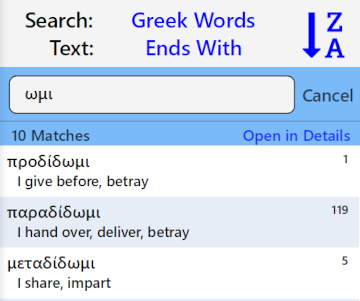 Search: Greek Words
Text: Ends With
Z
A
ωμι
Cancel
10 Matches Open in Details
προδίδωμι 1
I give before, betray
παραδίδωμι 119
I hand over, deliver, betray
μεταδίδωμι 5
I share, impart